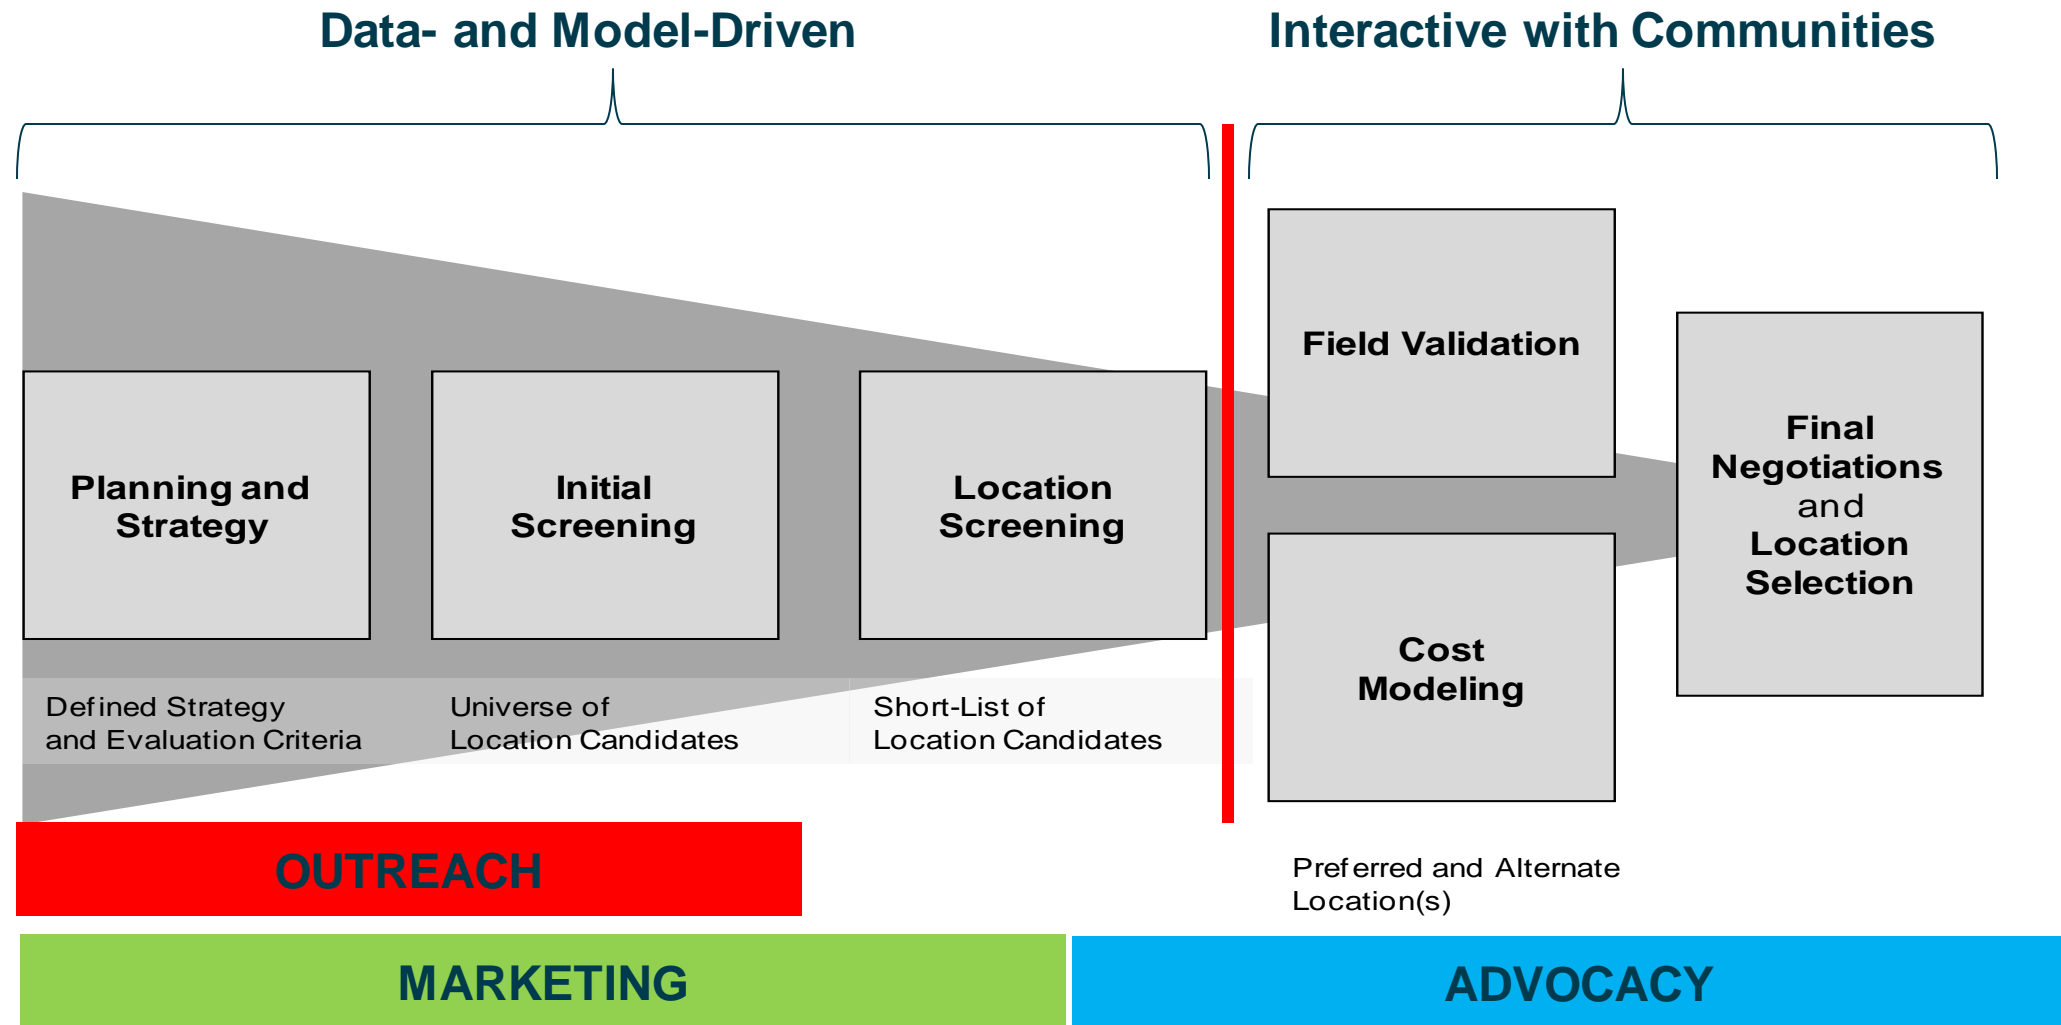 Data- and Model-Driven
Interactive with Communities
Planning and
Strategy
Initial
Screening
Location
Screening
Field Validation
Cost
Modeling
Final
Negotiations
and
Location
Selection
Defined Strategy
and Evaluation Criteria
Universe of
Location Candidates
Short-List of
Location Candidates
Preferred and Alternate
Location(s)
OUTREACH
MARKETING
ADVOCACY